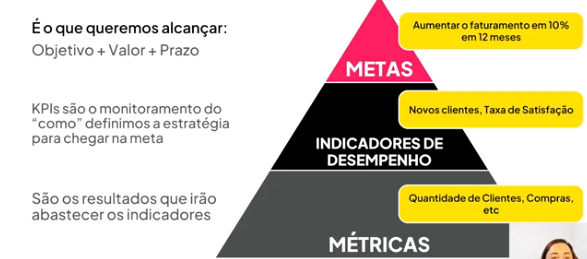 É o que queremos alcançar:
Objetivo + Valor + Prazo
Aumentar o faturamento em 10%
em 12 meses
METAS
KPIs são o monitoramento do
“como” definimos a estratégia
para chegar na meta
Novos clientes, Taxa de Satisfação
INDICADORES DE
DESEMPENHO
São os resultados que irão
abastecer os indicadores
Quantidade de Clientes, Compras,
etc
MÉTRICAS